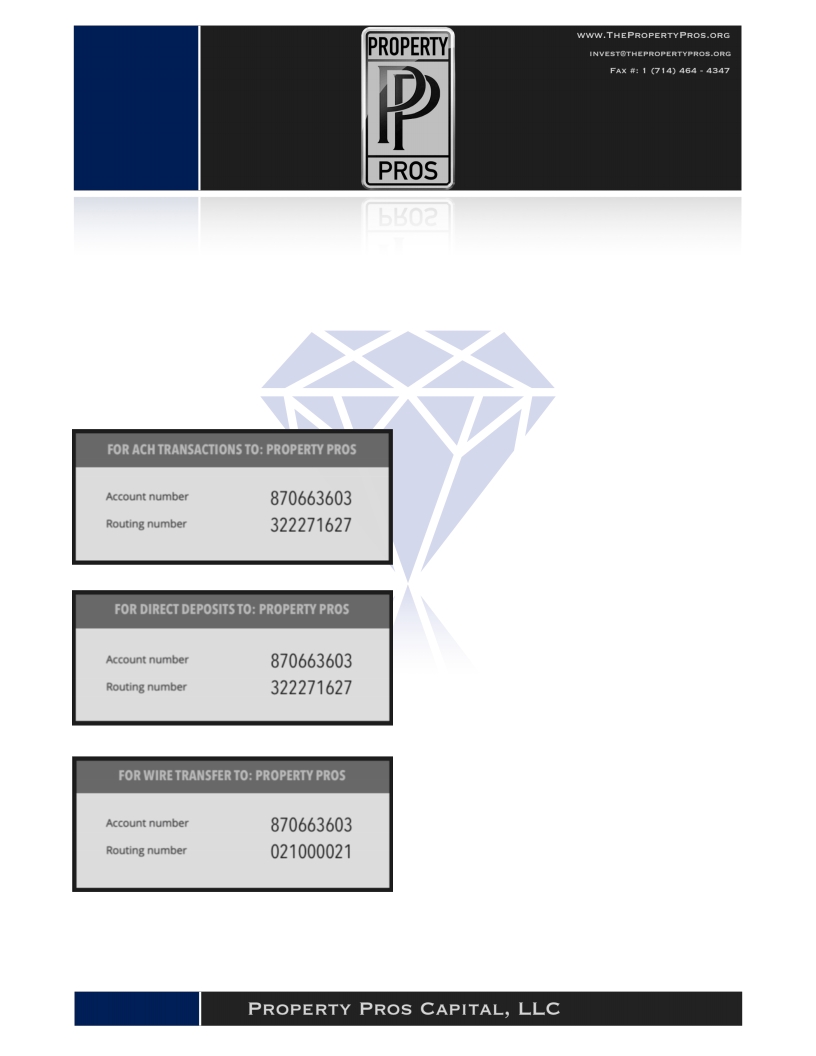 www.ThePropertyPros.org
invest@thepropertypros.org
Fax #: 1 (714) 464 - 4347
PROPERTY
PP
PROS
PROS
FOR ACH TRANSACTIONS TO: PROPERTY PROS
Account number 870663603
Routing number 322271627
FOR DIRECT DEPOSITS TO: PROPERTY PROS
Account number 870663603
Routing number 322271627
FOR WIRE TRANSFER TO: PROPERTY PROS
Account number 870663603
Routing number 021000021
Property Pros Capital, LLC